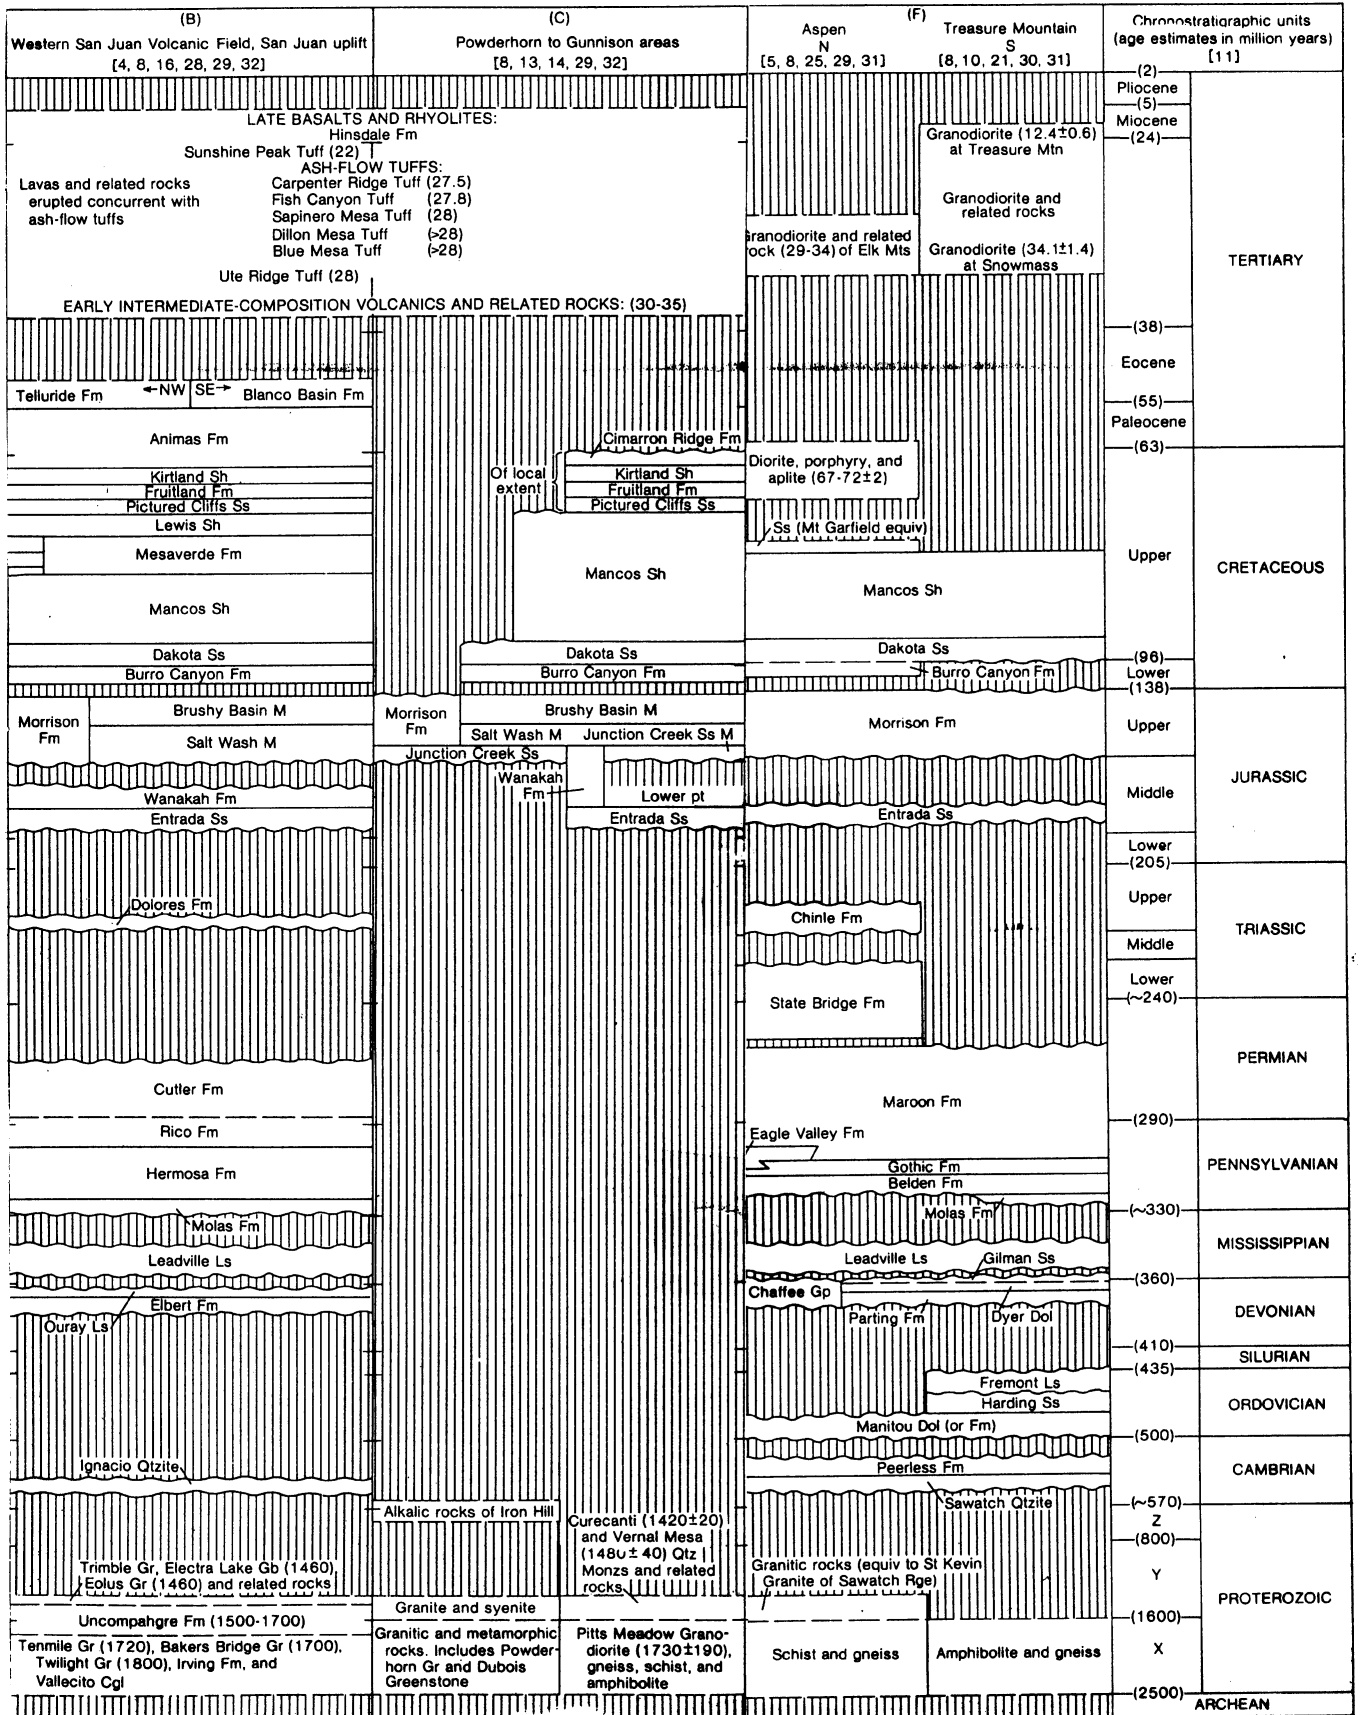 (B)
Western San Juan Volcanic Field, San Juan uplift
[4, 8, 16, 28, 29, 32]
(C)
Powderhorn to Gunnison areas
[8, 13, 14, 29, 32]
(F)
Aspen
N
[5, 8, 25, 29, 31]
Treasure Mountain
S
[8, 10, 21, 30, 31]
Chronostratigraphic units
(age estimates in million years)
[11]
LATE BASALTS AND RHYOLITES:
Hinsdale Fm
Sunshine Peak Tuff (22)
ASH-FLOW TUFFS:
Lavas and related rocks
erupted concurrent with
ash-flow tuffs
Carpenter Ridge Tuff (27.5)
Fish Canyon Tuff (27.8)
Sapinero Mesa Tuff (28)
Dillon Mesa Tuff (>28)
Blue Mesa Tuff (>28)
Ute Ridge Tuff (28)
EARLY INTERMEDIATE-COMPOSITION VOLCANICS AND RELATED ROCKS: (30-35)
Telluride Fm
←NW
SE→
Blanco Basin Fm
Animas Fm
Kirtland Sh
Fruitland Fm
Pictured Cliffs Ss
Lewis Sh
Mesaverde Fm
Mancos Sh
Dakota Ss
Burro Canyon Fm
Morrison
Fm
Brushy Basin M
Salt Wash M
Wanakah Fm
Entrada Ss
Dolores Fm
Cutler Fm
Rico Fm
Hermosa Fm
Molas Fm
Leadville Ls
Elbert Fm
Ouray Ls
Ignacio Qtzite
Trimble Gr, Electra Lake Gb (1460),
Eolus Gr (1460) and related rocks
Uncompahgre Fm (1500-1700)
Tenmile Gr (1720), Bakers Bridge Gr (1700),
Twilight Gr (1800), Irving Fm, and
Vallecito Cgl
Cimarron Ridge Fm
Of local
extent
Kirtland Sh
Fruitland Fm
Pictured Cliffs Ss
Mancos Sh
Dakota Ss
Burro Canyon Fm
Morrison
Fm
Brushy Basin M
Salt Wash M
Junction Creek Ss M
Junction Creek Ss
Wanakah
Fm
Lower pt
Entrada Ss
Alkalic rocks of Iron Hill
Curecanti (1420±20)
and Vernal Mesa
(1480±40) Qtz
Monzs and related
rocks
Granite and syenite
Granitic and metamorphic
rocks. Includes Powder-
horn Gr and Dubois
Greenstone
Pitts Meadow Grano-
diorite (1730±190),
gneiss, schist, and
amphibolite
Granodiorite (12.4±0.6)
at Treasure Mtn
Granodiorite and
related rocks
Granodiorite (34.1±1.4)
at Snowmass
ranodiorite and related
ock (29-34) of Elk Mts
Diorite, porphyry, and
aplite (67-72±2)
Ss (Mt Garfield equiv)
Mancos Sh
Dakota Ss
Burro Canyon Fm
Morrison Fm
Entrada Ss
Chinle Fm
State Bridge Fm
Maroon Fm
Eagle Valley Fm
Gothic Fm
Belden Fm
Molas Fm
Leadville Ls
Gilman Ss
Chaffee Gp
Parting Fm
Dyer Dol
Fremont Ls
Harding Ss
Manitou Dol (or Fm)
Peerless Fm
Sawatch Qtzite
Granitic rocks (equiv to St Kevin
Granite of Sawatch Rge)
Schist and gneiss
Amphibolite and gneiss
(2)
Pliocene
(5)
Miocene
(24)
TERTIARY
(38)
Eocene
(55)
Paleocene
(63)
Upper
CRETACEOUS
(96)
Lower
(138)
Upper
JURASSIC
Middle
Lower
(205)
Upper
TRIASSIC
Middle
Lower
(~240)
PERMIAN
(290)
PENNSYLVANIAN
(~330)
MISSISSIPPIAN
(360)
DEVONIAN
(410)
SILURIAN
(435)
ORDOVICIAN
(500)
CAMBRIAN
(~570)
Z
(800)
Y
PROTEROZOIC
(1600)
X
(2500)
ARCHEAN